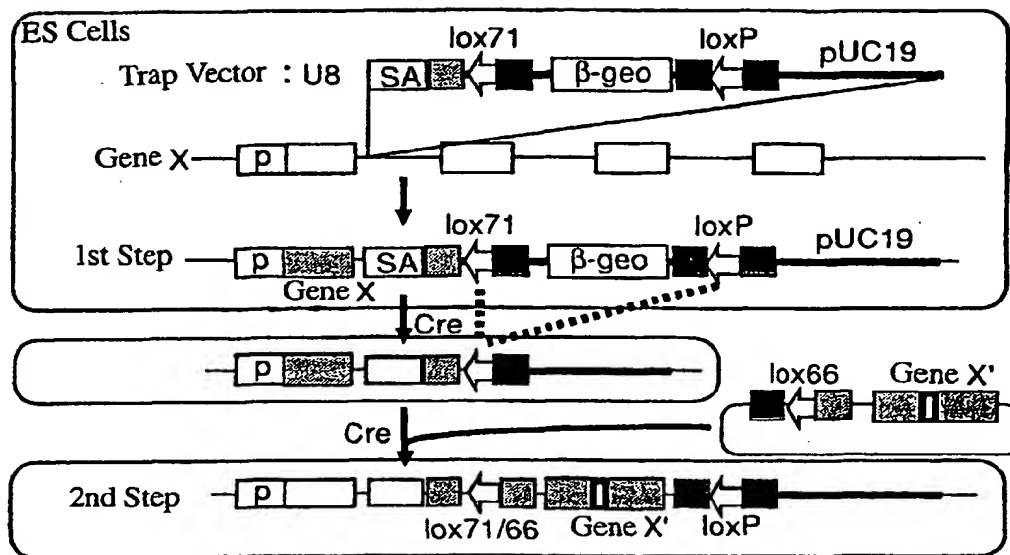 ES Cells
lox71 loxP pUC19
Trap Vector : U8 SA β-geo
Gene X p
lox71 loxP pUC19
1st Step p SA β-geo
Gene X
Cre
p
lox66 Gene X'
Cre
2nd Step p
lox71/66 Gene X' loxP